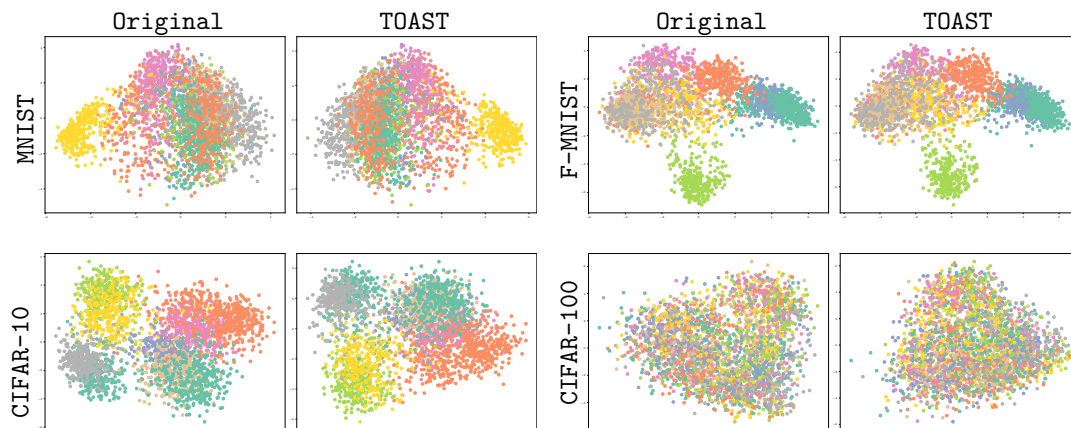 Original TOAST Original TOAST
MNIST
F-MNIST
CIFAR-10
CIFAR-100